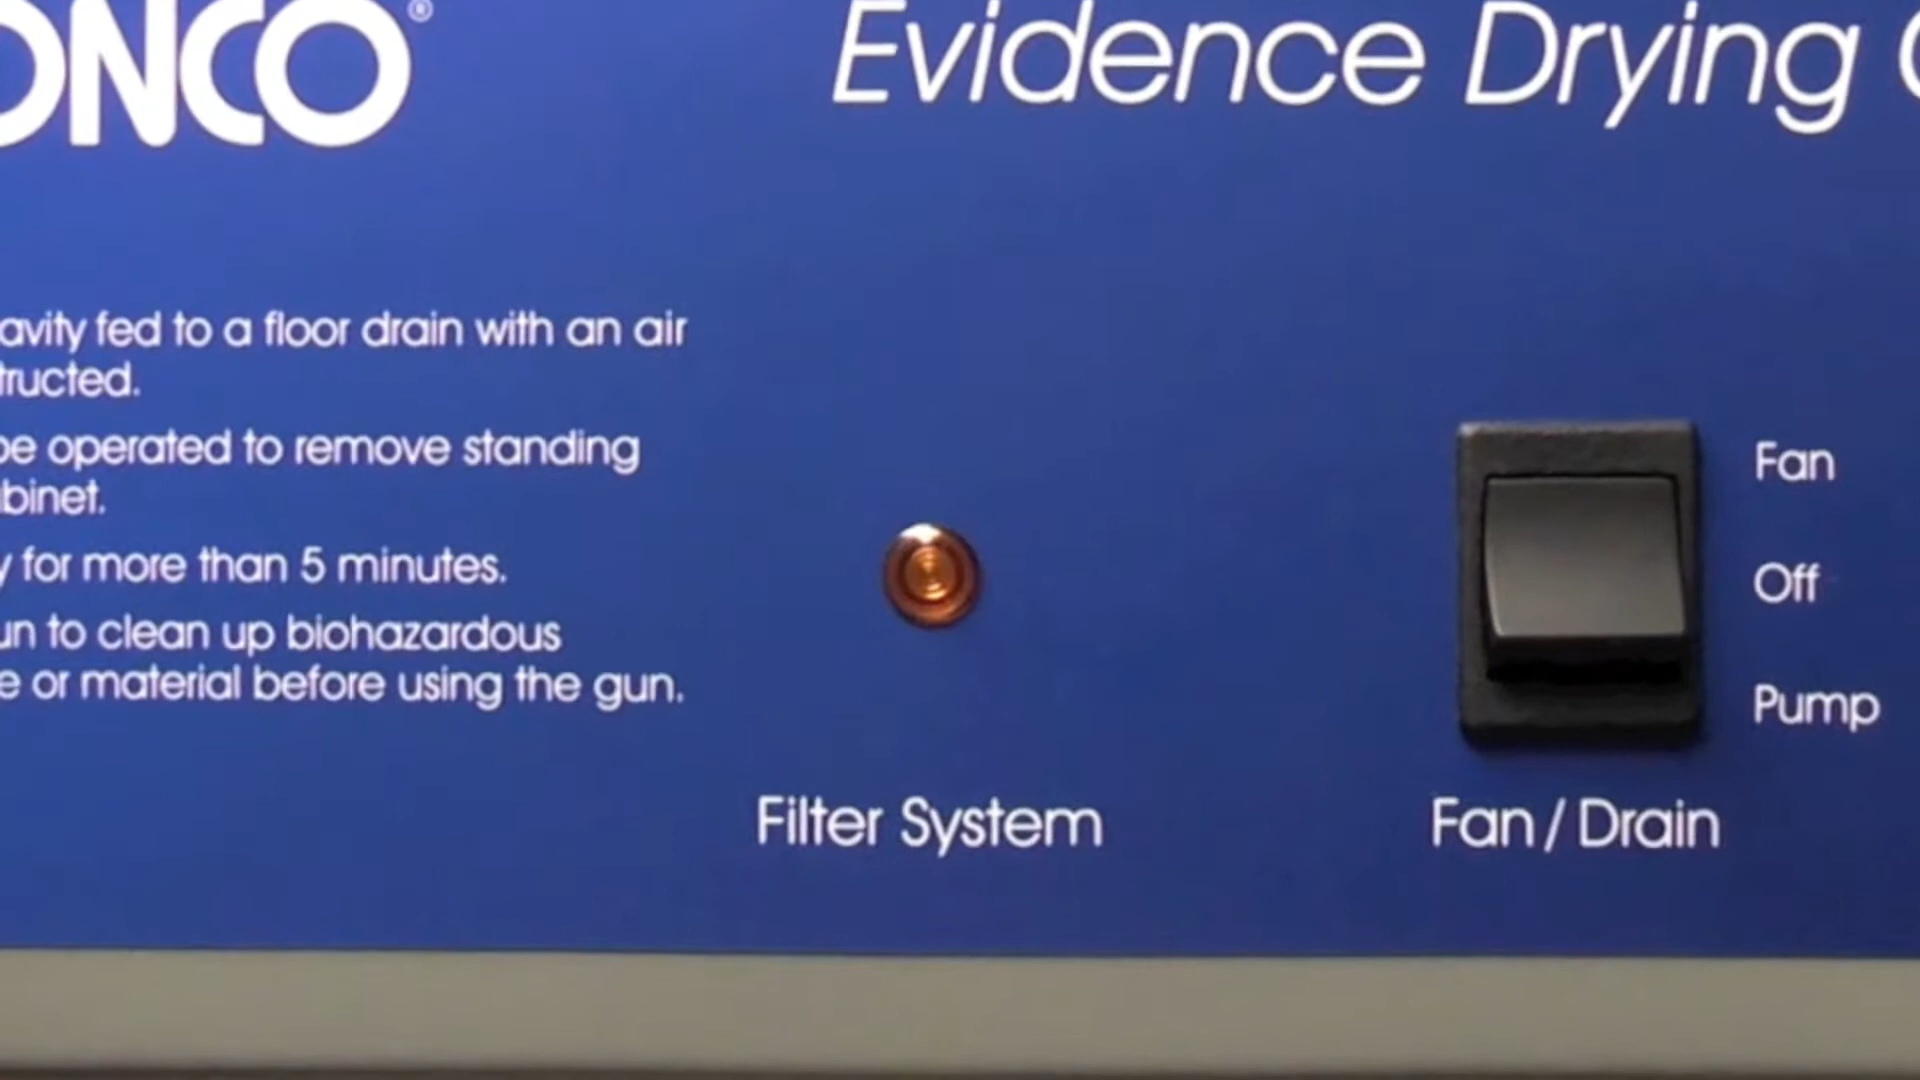 ONCO®
Evidence Drying
avity fed to a floor drain with an air
tructed.
be operated to remove standing
binet.
y for more than 5 minutes.
un to clean up biohazardous
e or material before using the gun.
Fan
Off
Pump
Filter System
Fan / Drain